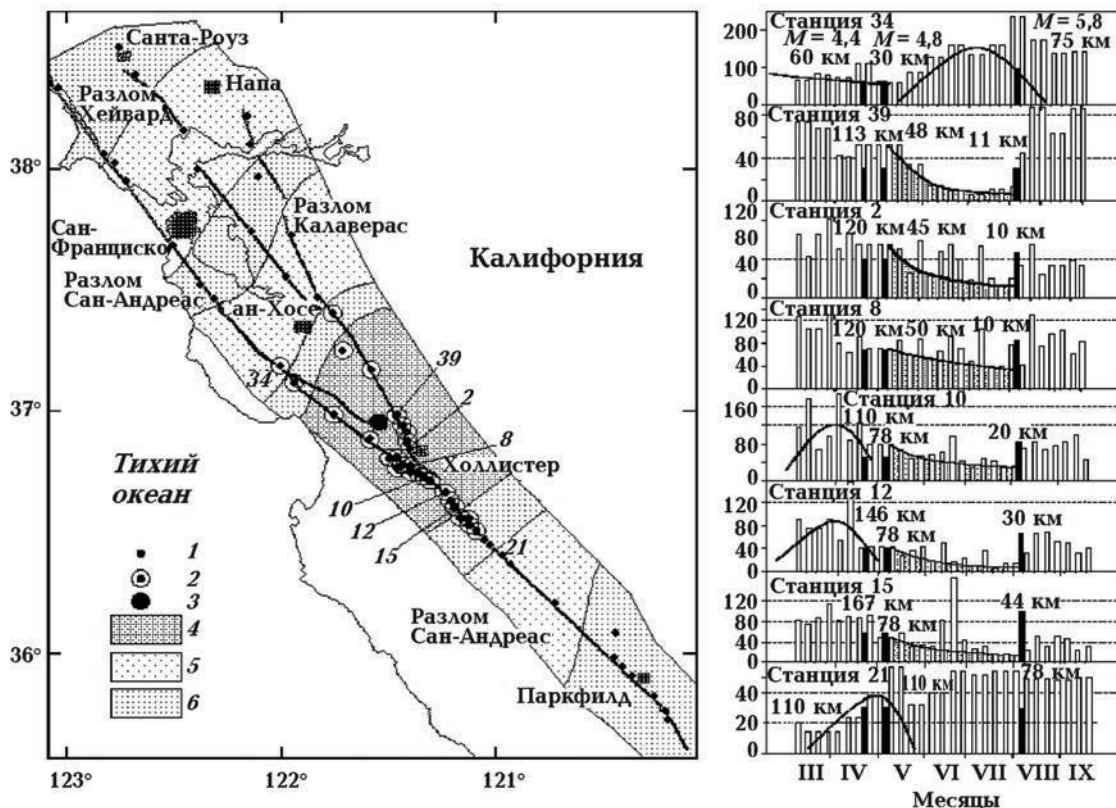 Санта-Роуз
Напа
Разлом
Хейвард
38°
Разлом
Калаверас
Сан-
Франциско
Разлом
Сан-Андреас
Сан-Хосе
Калифорния
39
34
2
37°
8
Холлистер
Тихий
океан
10
12
15
21
1
2
3
4
5
6
36°
Разлом
Сан-Андреас
Паркфилд
123°
122°
121°
Станция 34
M = 5,8
M = 4,4
M = 4,8
75 км
60 км
30 км
200
100
0
Станция 39
80
113 км
48 км
11 км
40
0
Станция 2
120
120 км
45 км
10 км
40
0
Станция 8
120
120 км
50 км
10 км
40
0
Станция 10
160
110 км
78 км
20 км
80
0
Станция 12
120
146 км
30 км
78 км
40
0
Станция 15
120
167 км
44 км
78 км
80
40
0
Станция 21
110 км
78 км
40
110 км
20
0
III IV V VI VII VIII IX
Месяцы